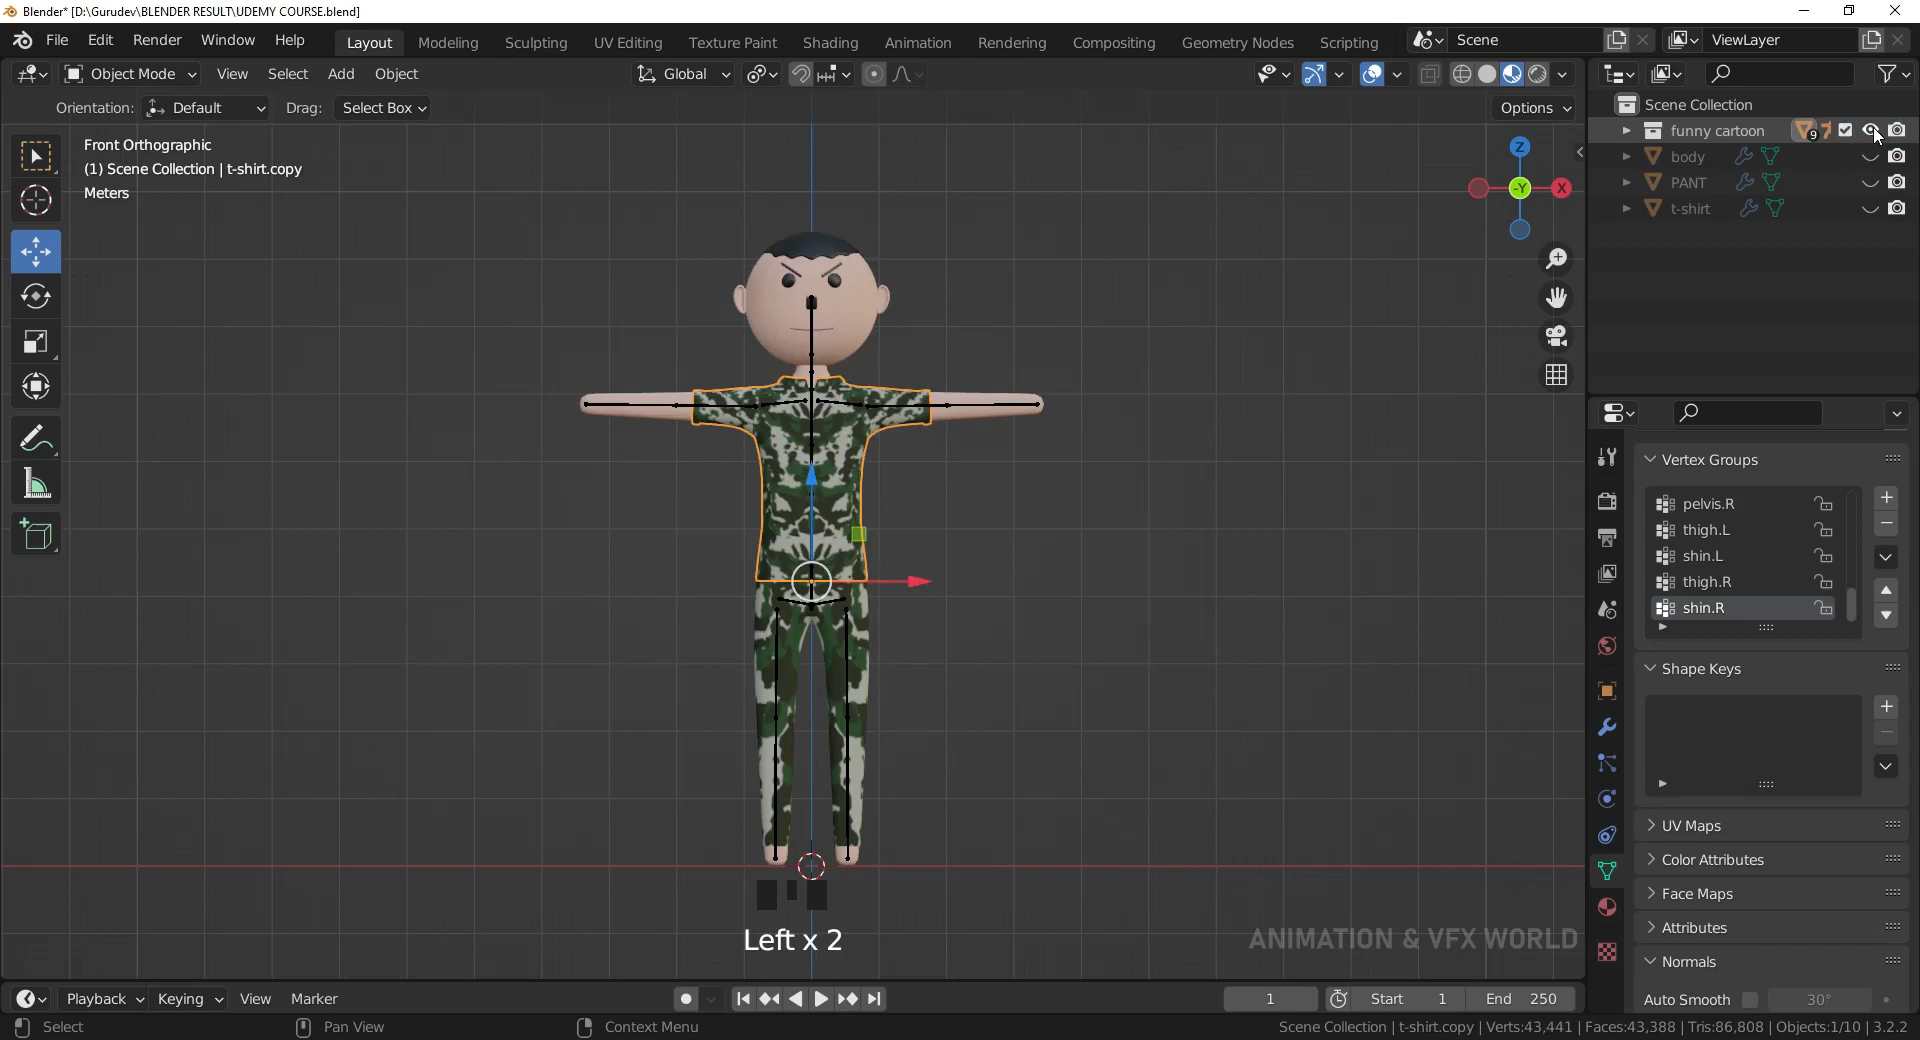 Blender* [D:\Gurudev\BLENDER RESULT\UDEMY COURSE.blend]
File Edit Render Window Help Layout Modeling Sculpting UV Editing Texture Paint Shading Animation Rendering Compositing Geometry Nodes Scripting Scene ViewLayer
Object Mode View Select Add Object Global
Orientation: Default Drag: Select Box Options
Scene Collection
funny cartoon 9
body
PANT
t-shirt
Front Orthographic
(1) Scene Collection | t-shirt.copy
Meters
Z
-Y X
Vertex Groups
pelvis.R
thigh.L
shin.L
thigh.R
shin.R
Shape Keys
UV Maps
Color Attributes
Face Maps
Attributes
Normals
Auto Smooth 30°
Left x 2
ANIMATION & VFX WORLD
Playback Keying View Marker 1 Start 1 End 250
Select Pan View Context Menu Scene Collection | t-shirt.copy | Verts:43,441 | Faces:43,388 | Tris:86,808 | Objects:1/10 | 3.2.2